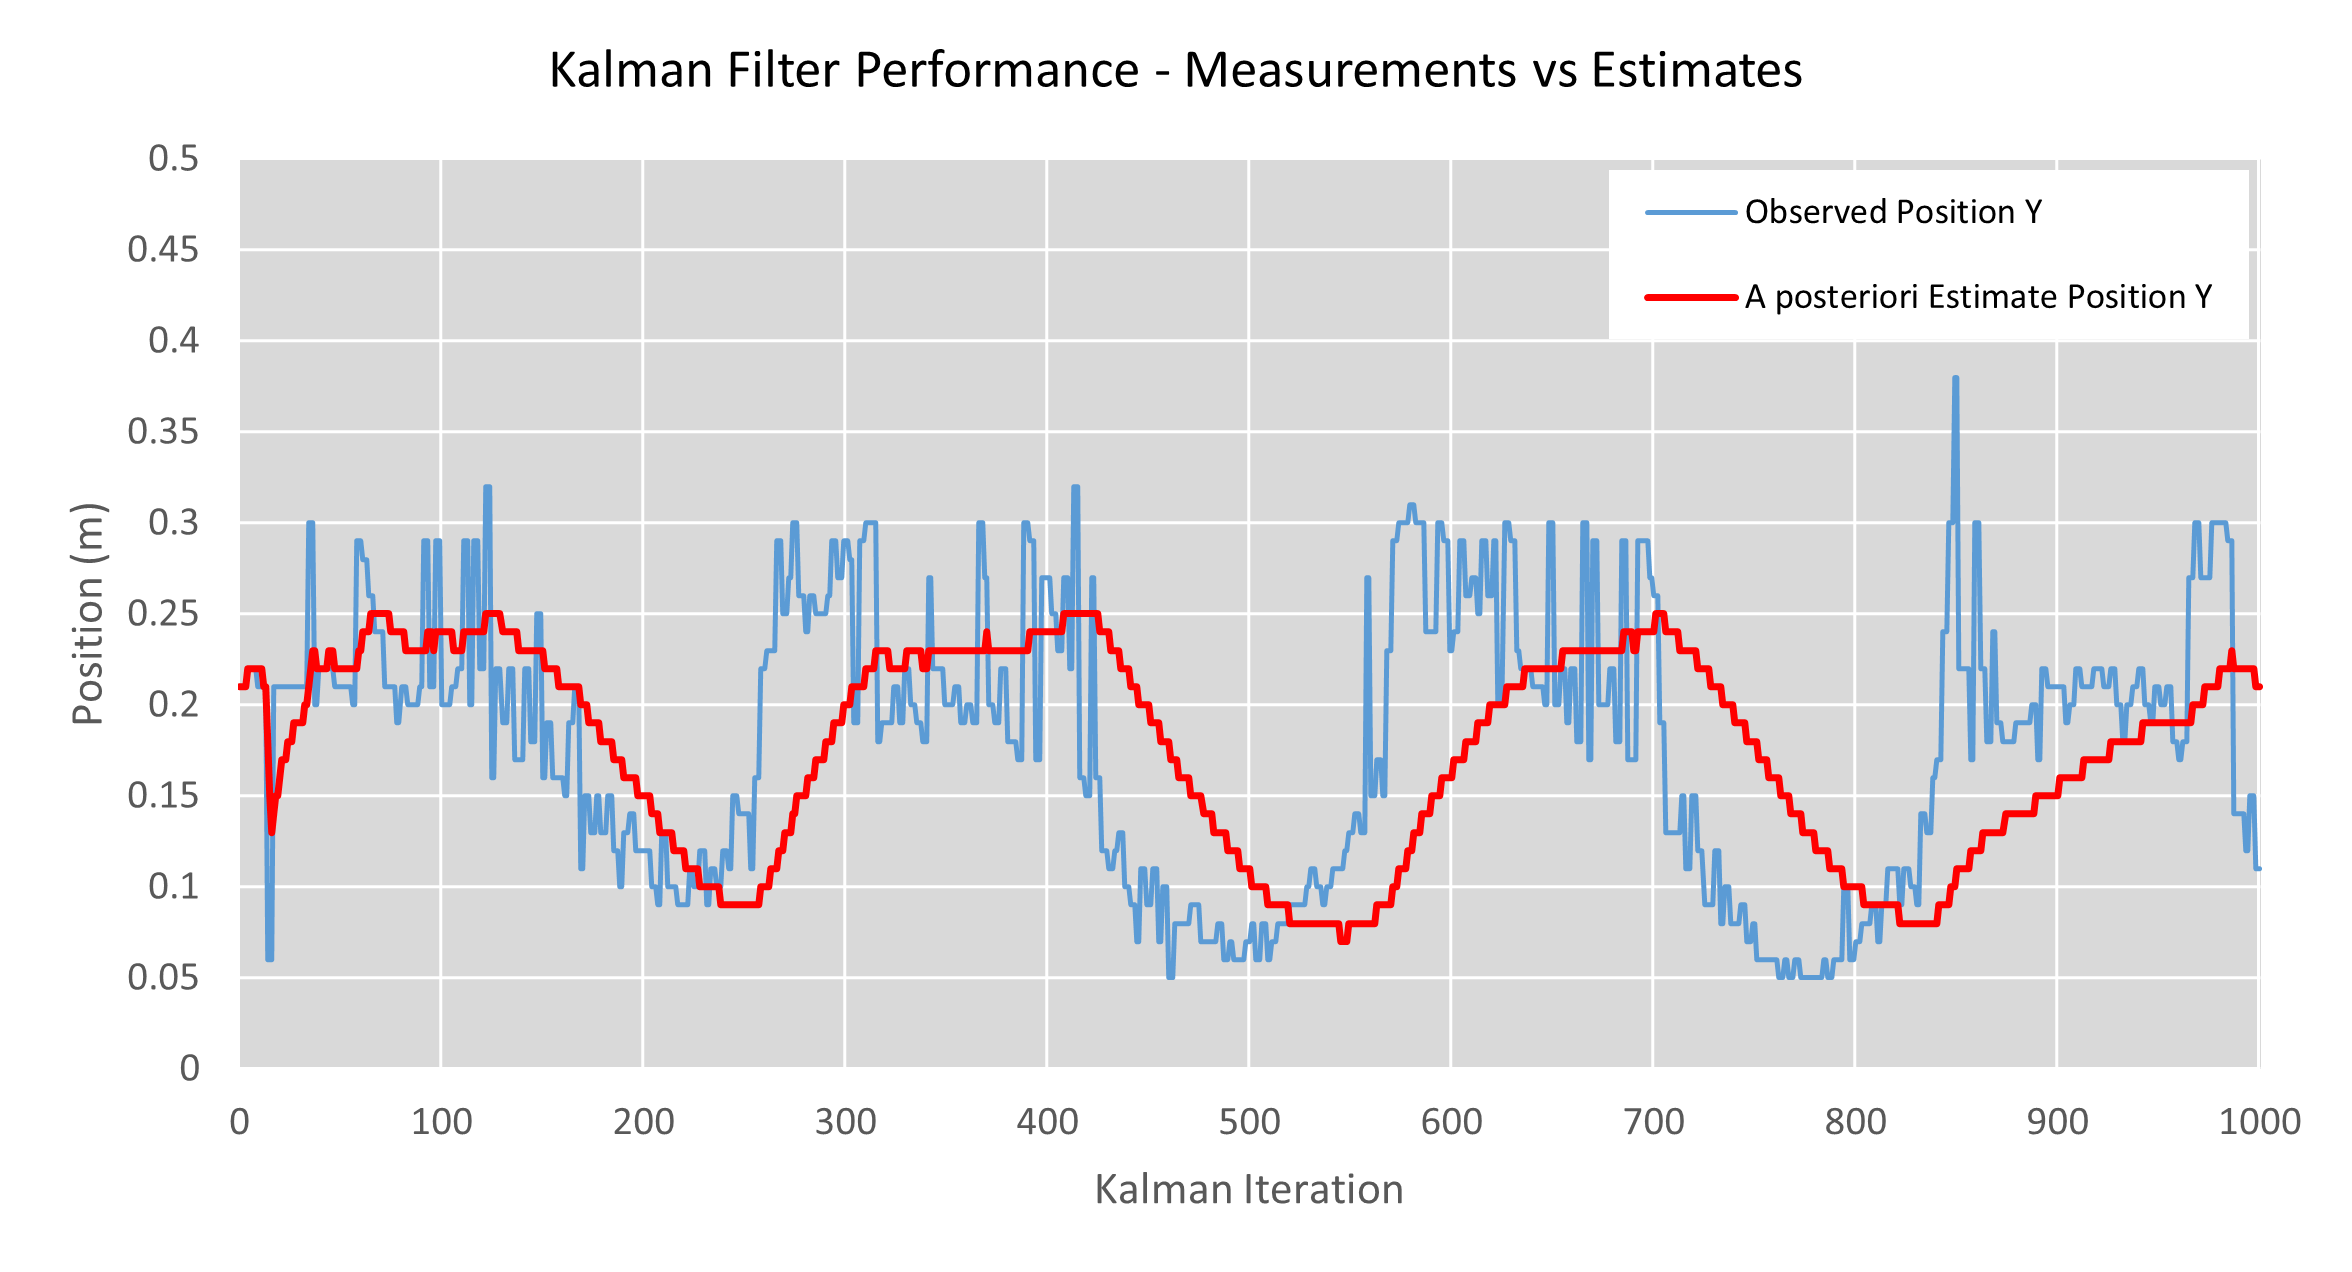 Kalman Filter Performance - Measurements vs Estimates
0.5
0.45
0.4
0.35
0.3
0.25
0.2
0.15
0.1
0.05
0
Position (m)
Observed Position Y
A posteriori Estimate Position Y
0 100 200 300 400 500 600 700 800 900 1000
Kalman Iteration